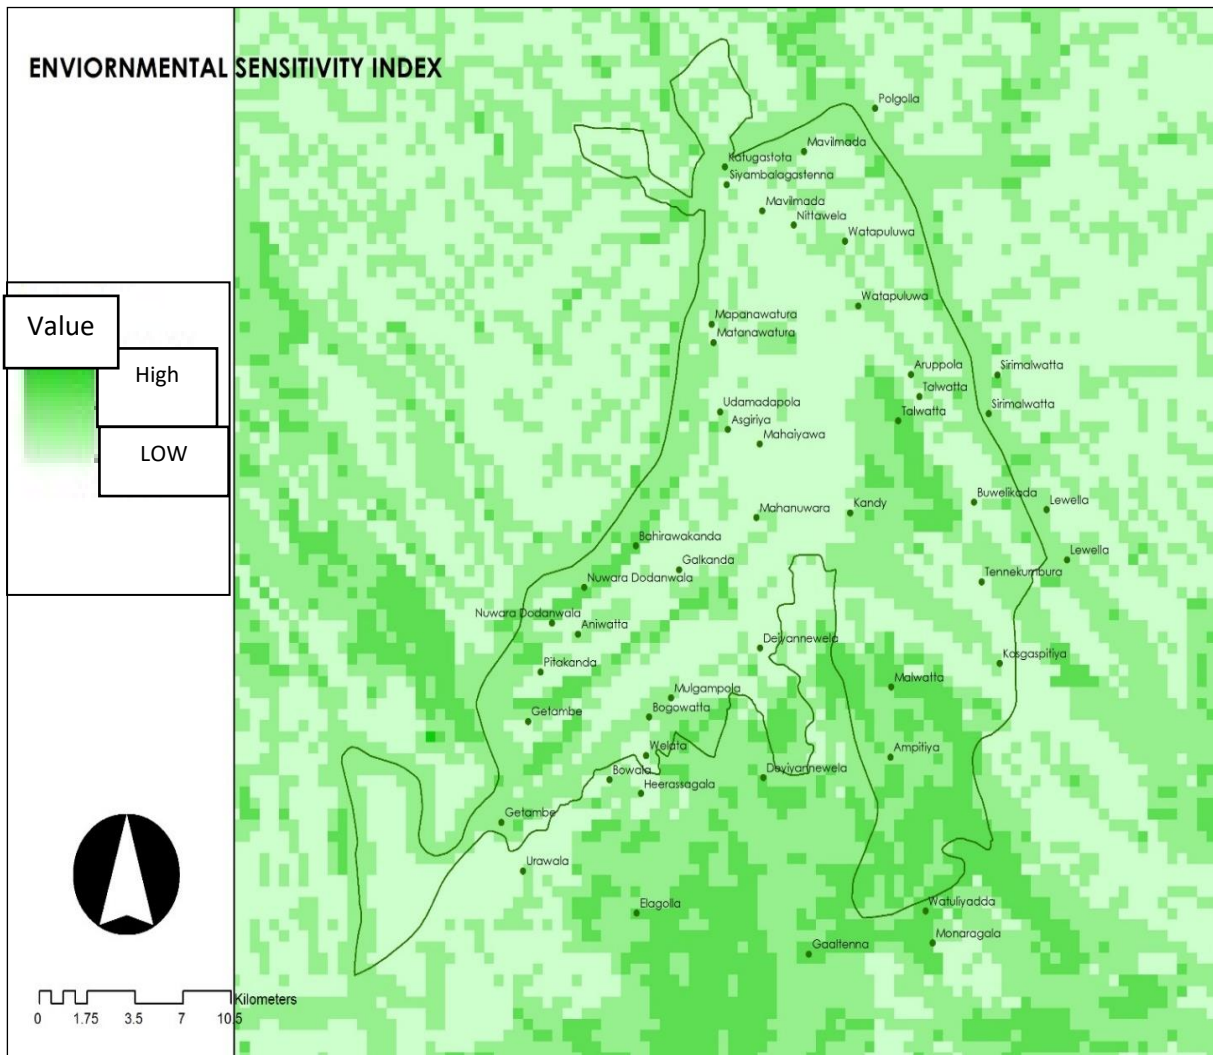 ENVIORNMENTAL SENSITIVITY INDEX
Value
High
LOW
Kilometers
0 1.75 3.5 7 10.5
Polgolla
Mavilmada
Katugastota
Siyambalagastenna
Mavilmada
Nittawela
Watapuluwa
Watapuluwa
Mapanawatura
Matanawatura
Aruppola
Sirimalwatta
Talwatta
Udamadapola
Sirimalwatta
Talwatta
Asgiriya
Mahaiyawa
Buwelikada
Lewella
Mahanuwara
Kandy
Bahirawakanda
Lewella
Galkanda
Tennekumbura
Nuwara Dodanwala
Nuwara Dodanwala
Aniwatta
Deiyannewela
Kosgaspitiya
Pitakanda
Malwatta
Mulgampola
Getambe
Bogowatta
Welata
Ampitiya
Bowala
Deyiyannewela
Heerassagala
Getambe
Urawala
Elagolla
Watuliyadda
Monaragala
Gaaltenna